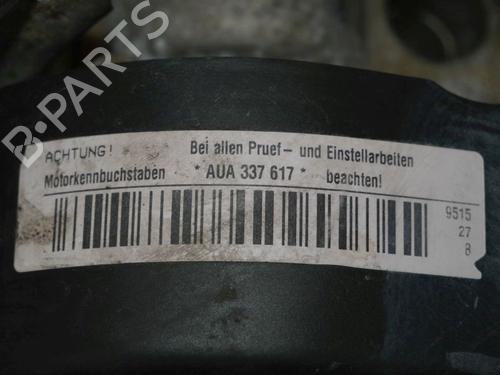 B-PARTS
ACHTUNG! Bei allen Pruef- und Einstellarbeiten
Motorkennbuchstaben * AUA 337 617 * beachten!
9515
27
8